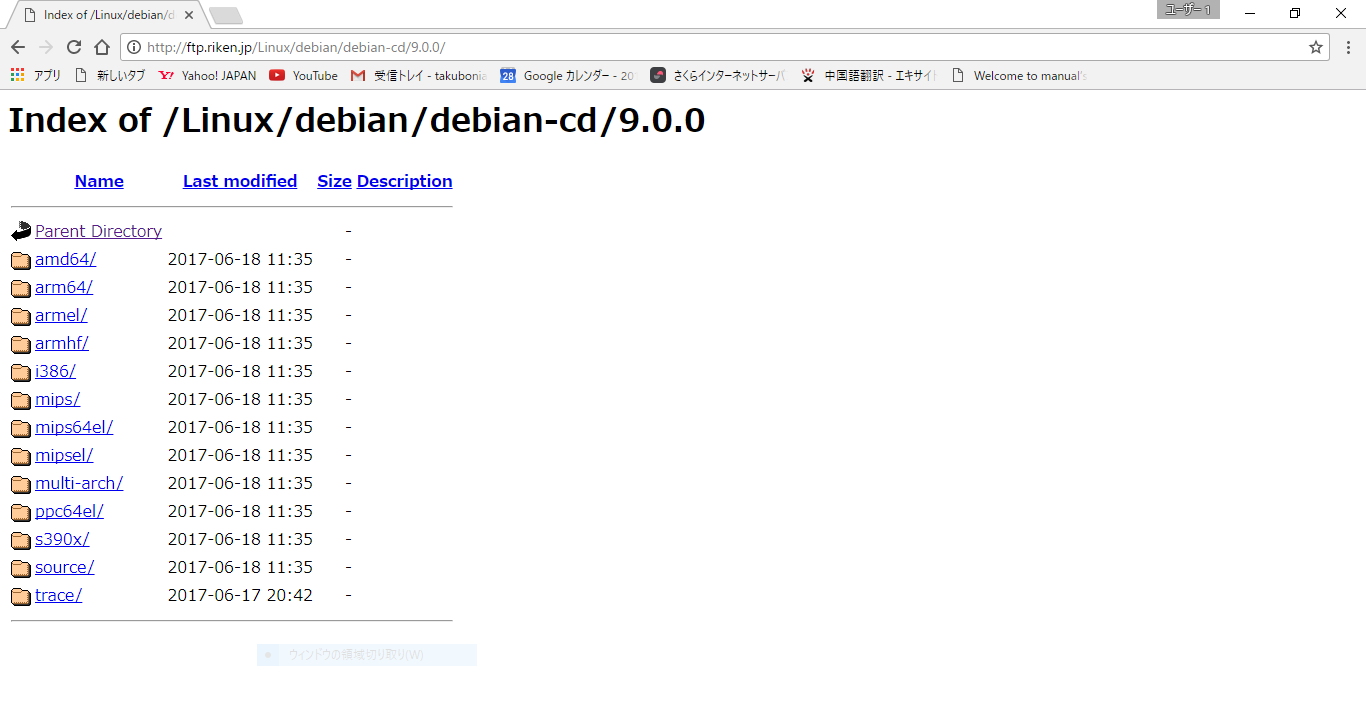 Index of /Linux/debian/d
ユーザー 1
http://ftp.riken.jp/Linux/debian/debian-cd/9.0.0/
アプリ 新しいタブ Yahoo! JAPAN YouTube 受信トレイ - takubonia Google カレンダー - 20 さくらインターネットサーバ 中国語翻訳 - エキサイト Welcome to manual's
Index of /Linux/debian/debian-cd/9.0.0
Name Last modified Size Description
Parent Directory -
amd64/ 2017-06-18 11:35 -
arm64/ 2017-06-18 11:35 -
armel/ 2017-06-18 11:35 -
armhf/ 2017-06-18 11:35 -
i386/ 2017-06-18 11:35 -
mips/ 2017-06-18 11:35 -
mips64el/ 2017-06-18 11:35 -
mipsel/ 2017-06-18 11:35 -
multi-arch/ 2017-06-18 11:35 -
ppc64el/ 2017-06-18 11:35 -
s390x/ 2017-06-18 11:35 -
source/ 2017-06-18 11:35 -
trace/ 2017-06-17 20:42 -
ウィンドウの領域切り取り(W)